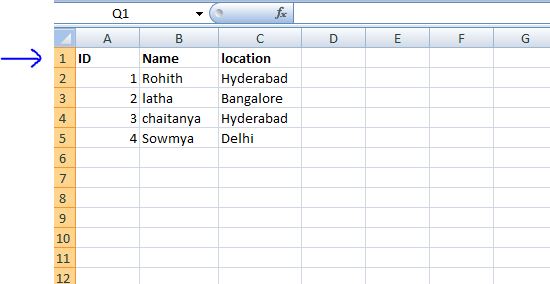 Q1 fx
A B C D E F G
1 ID Name location
2 1 Rohith Hyderabad
3 2 latha Bangalore
4 3 chaitanya Hyderabad
5 4 Sowmya Delhi
6
7
8
9
10
11
12